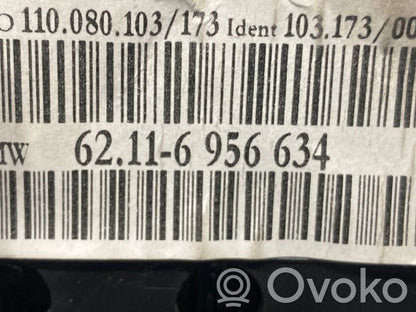 110.080.103/173 Ident 103.173/00
62.11-6 956 634
Ovoko